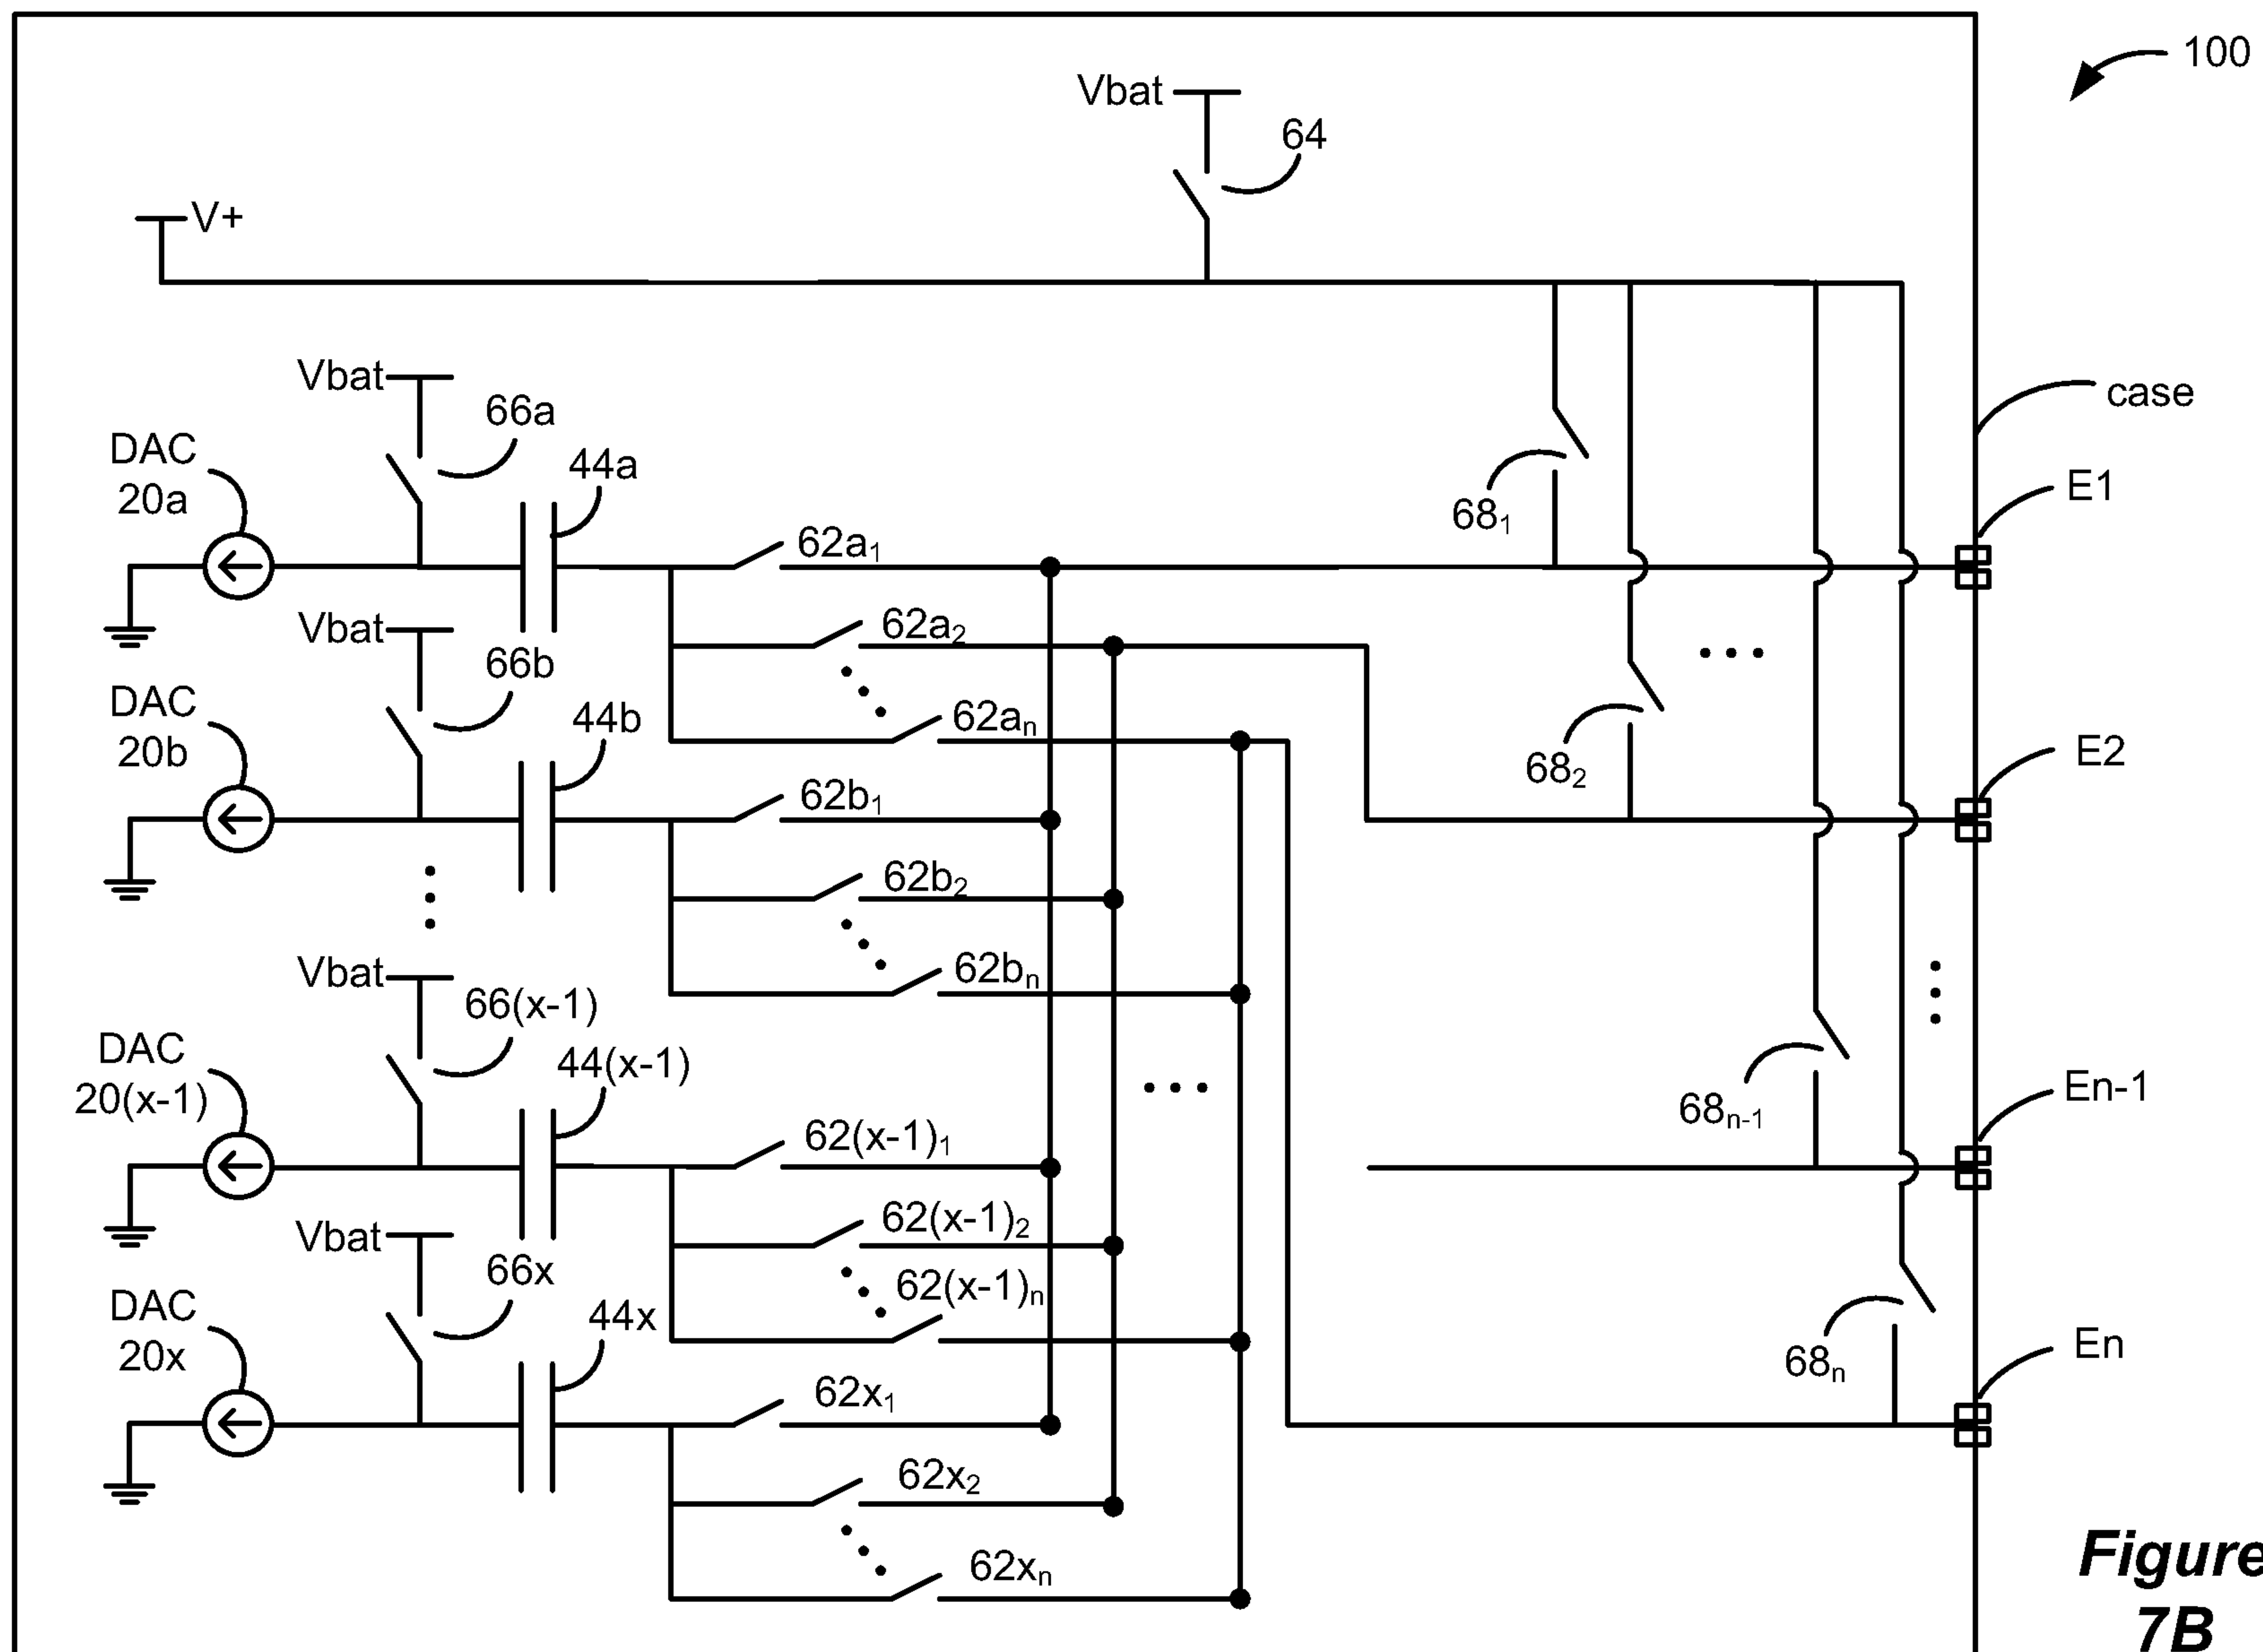 100
Vbat
64
V+
Vbat
66a
case
DAC
20a
44a
E1
68₁
62a₁
Vbat
62a₂
66b
DAC
20b
44b
62aₙ
68₂
E2
62b₁
62b₂
Vbat
62bₙ
66(x-1)
DAC
20(x-1)
44(x-1)
En-1
68ₙ₋₁
62(x-1)₁
Vbat
62(x-1)₂
66x
62(x-1)ₙ
DAC
20x
44x
En
68ₙ
62x₁
62x₂
62xₙ
Figure
7B